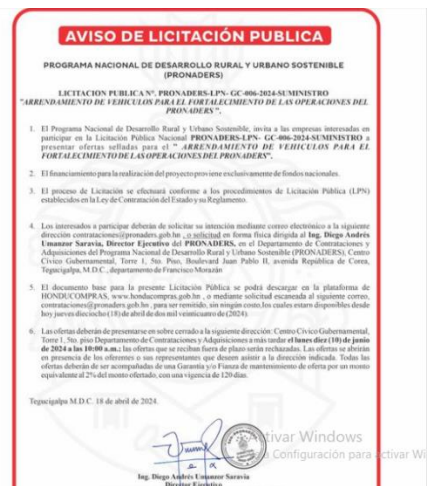 AVISO DE LICITACIÓN PUBLICA
PROGRAMA NACIONAL DE DESARROLLO RURAL Y URBANO SOSTENIBLE
(PRONADERS)
LICITACION PUBLICA Nº. PRONADERS-LPN- GC-006-2024-SUMINISTRO
"ARRENDAMIENTO DE VEHICULOS PARA EL FORTALECIMIENTO DE LAS OPERACIONES DEL
PRONADERS".
1. El Programa Nacional de Desarrollo Rural y Urbano Sostenible, invita a las empresas interesadas en
participar en la Licitación Pública Nacional PRONADERS-LPN- GC-006-2024-SUMINISTRO a
presentar ofertas selladas para el " ARRENDAMIENTO DE VEHICULOS PARA EL
FORTALECIMIENTO DE LAS OPERACIONES DEL PRONADERS".
2. El financiamiento para la realización del proyecto proviene exclusivamente de fondos nacionales.
3. El proceso de Licitación se efectuará conforme a los procedimientos de Licitación Pública (LPN)
establecidos en la Ley de Contratación del Estado y su Reglamento.
4. Los interesados a participar deberán de solicitar su intención mediante correo electrónico a la siguiente
dirección contrataciones@pronaders.gob.hn , o solicitud en forma física dirigida al Ing. Diego Andrés
Umanzor Saravia, Director Ejecutivo del PRONADERS, en el Departamento de Contrataciones y
Adquisiciones del Programa Nacional de Desarrollo Rural y Urbano Sostenible (PRONADERS), Centro
Cívico Gubernamental, Torre 1, 5to. Piso, Boulevard Juan Pablo II, avenida República de Corea,
Tegucigalpa, M.D.C , departamento de Francisco Morazán
5. El documento base para la presente Licitación Pública se podrá descargar en la plataforma de
HONDUCOMPRAS, www.honducompras.gob.hn , o mediante solicitud escaneada al siguiente correo,
contrataciones@pronaders.gob.hn , para ser remitido, sin ningún costo,los cuales estaron disponibles desde
hoy jueves dieciocho (18) de abril de dos mil veinticuatro de (2024).
6. Las ofertas deberán de presentarse en sobre cerrado a la siguiente dirección: Centro Cívico Gubernamental,
Torre 1, 5to. piso Departamento de Contrataciones y Adquisiciones a más tardar el lunes diez (10) de junio
de 2024 a las 10:00 a.m.; las ofertas que se reciban fuera de plazo serán rechazadas. Las ofertas se abrirán
en presencia de los oferentes o sus representantes que deseen asistir a la dirección indicada. Todas las
ofertas deberán de ser acompañadas de una Garantía y/o Fianza de mantenimiento de oferta por un monto
equivalente al 2% del monto ofertado, con una vigencia de 120 días.
Tegucigalpa M.D.C. 18 de abril de 2024.
tivar Windows
Configuración para activar Wi
Ing. Diego Andrés Umanzor Saravia
Director Ejecutivo